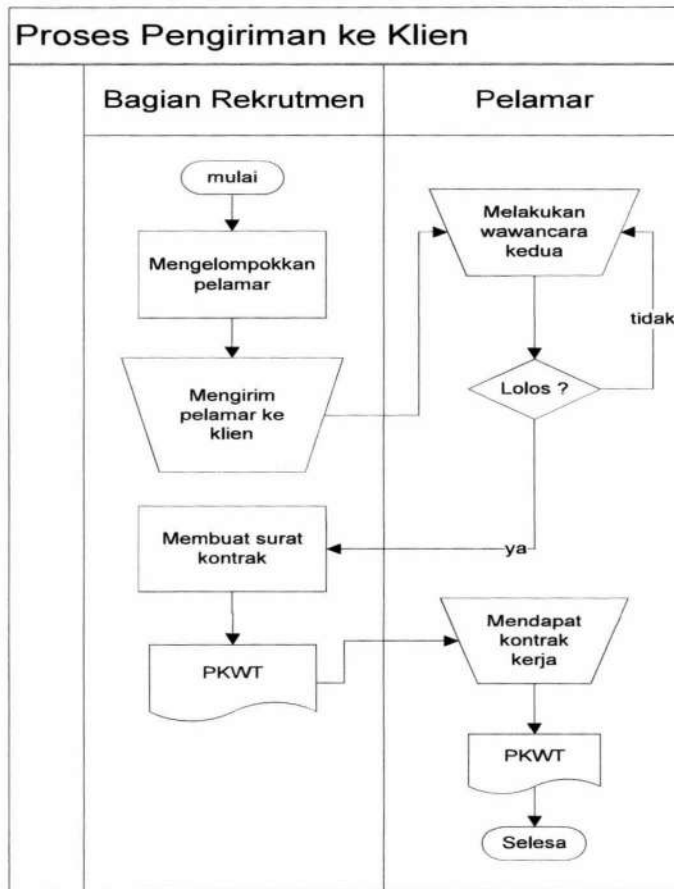 Proses Pengiriman ke Klien
Bagian Rekrutmen
Pelamar
mulai
Mengelompokkan
pelamar
Mengirim
pelamar ke
klien
Melakukan
wawancara
kedua
tidak
Lolos ?
ya
Membuat surat
kontrak
PKWT
Mendapat
kontrak
kerja
PKWT
Selesa